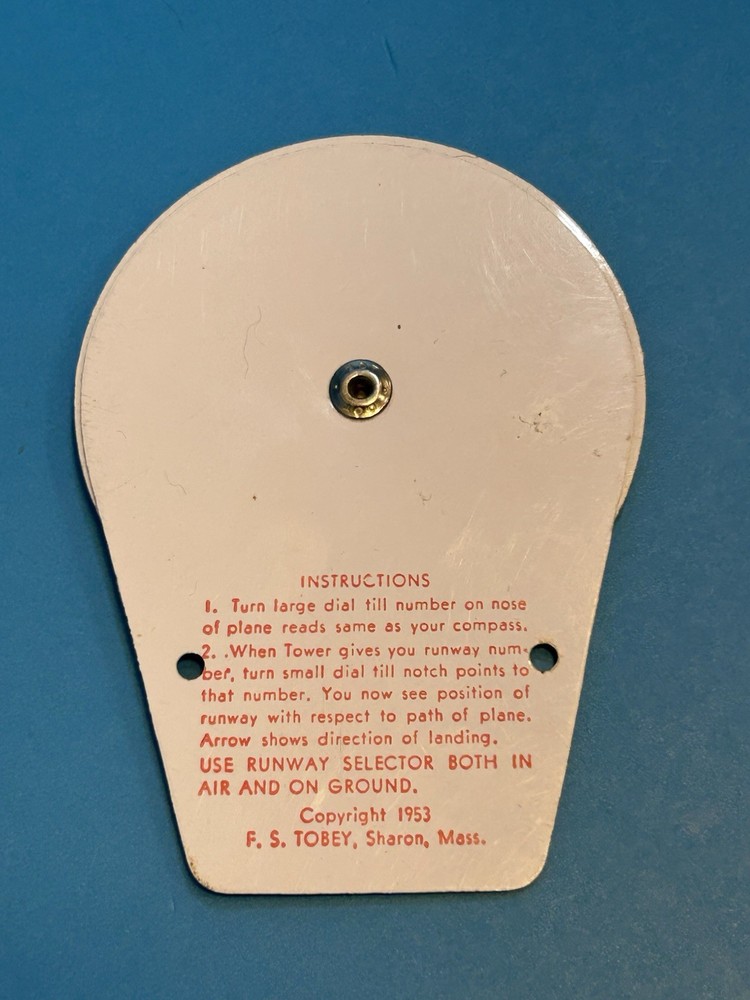 INSTRUCTIONS
1. Turn large dial till number on nose
of plane reads same as your compass.
2. .When Tower gives you runway num-
ber, turn small dial till notch points to
that number. You now see position of
runway with respect to path of plane.
Arrow shows direction of landing.
USE RUNWAY SELECTOR BOTH IN
AIR AND ON GROUND.
Copyright 1953
F. S. TOBEY, Sharon, Mass.